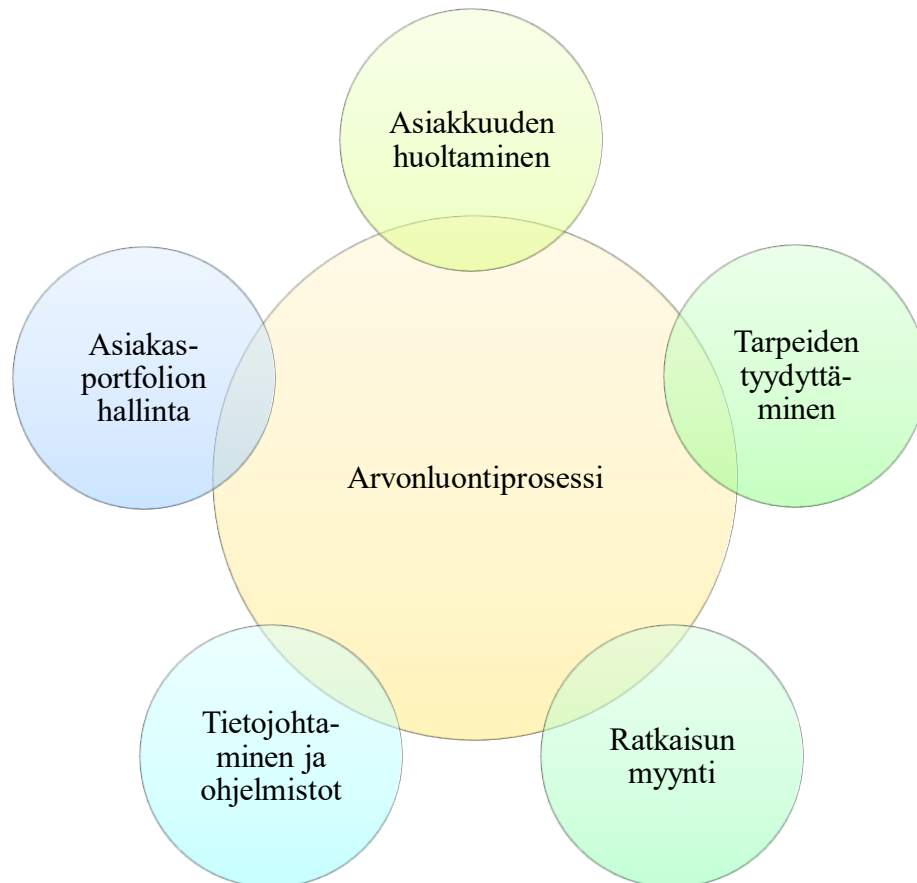 Asiakkuuden
huoltaminen
Tarpeiden
tyydyttä-
minen
Asiakas-
portfolion
hallinta
Arvonluontiprosessi
Ratkaisun
myynti
Tietojohta-
minen ja
ohjelmistot